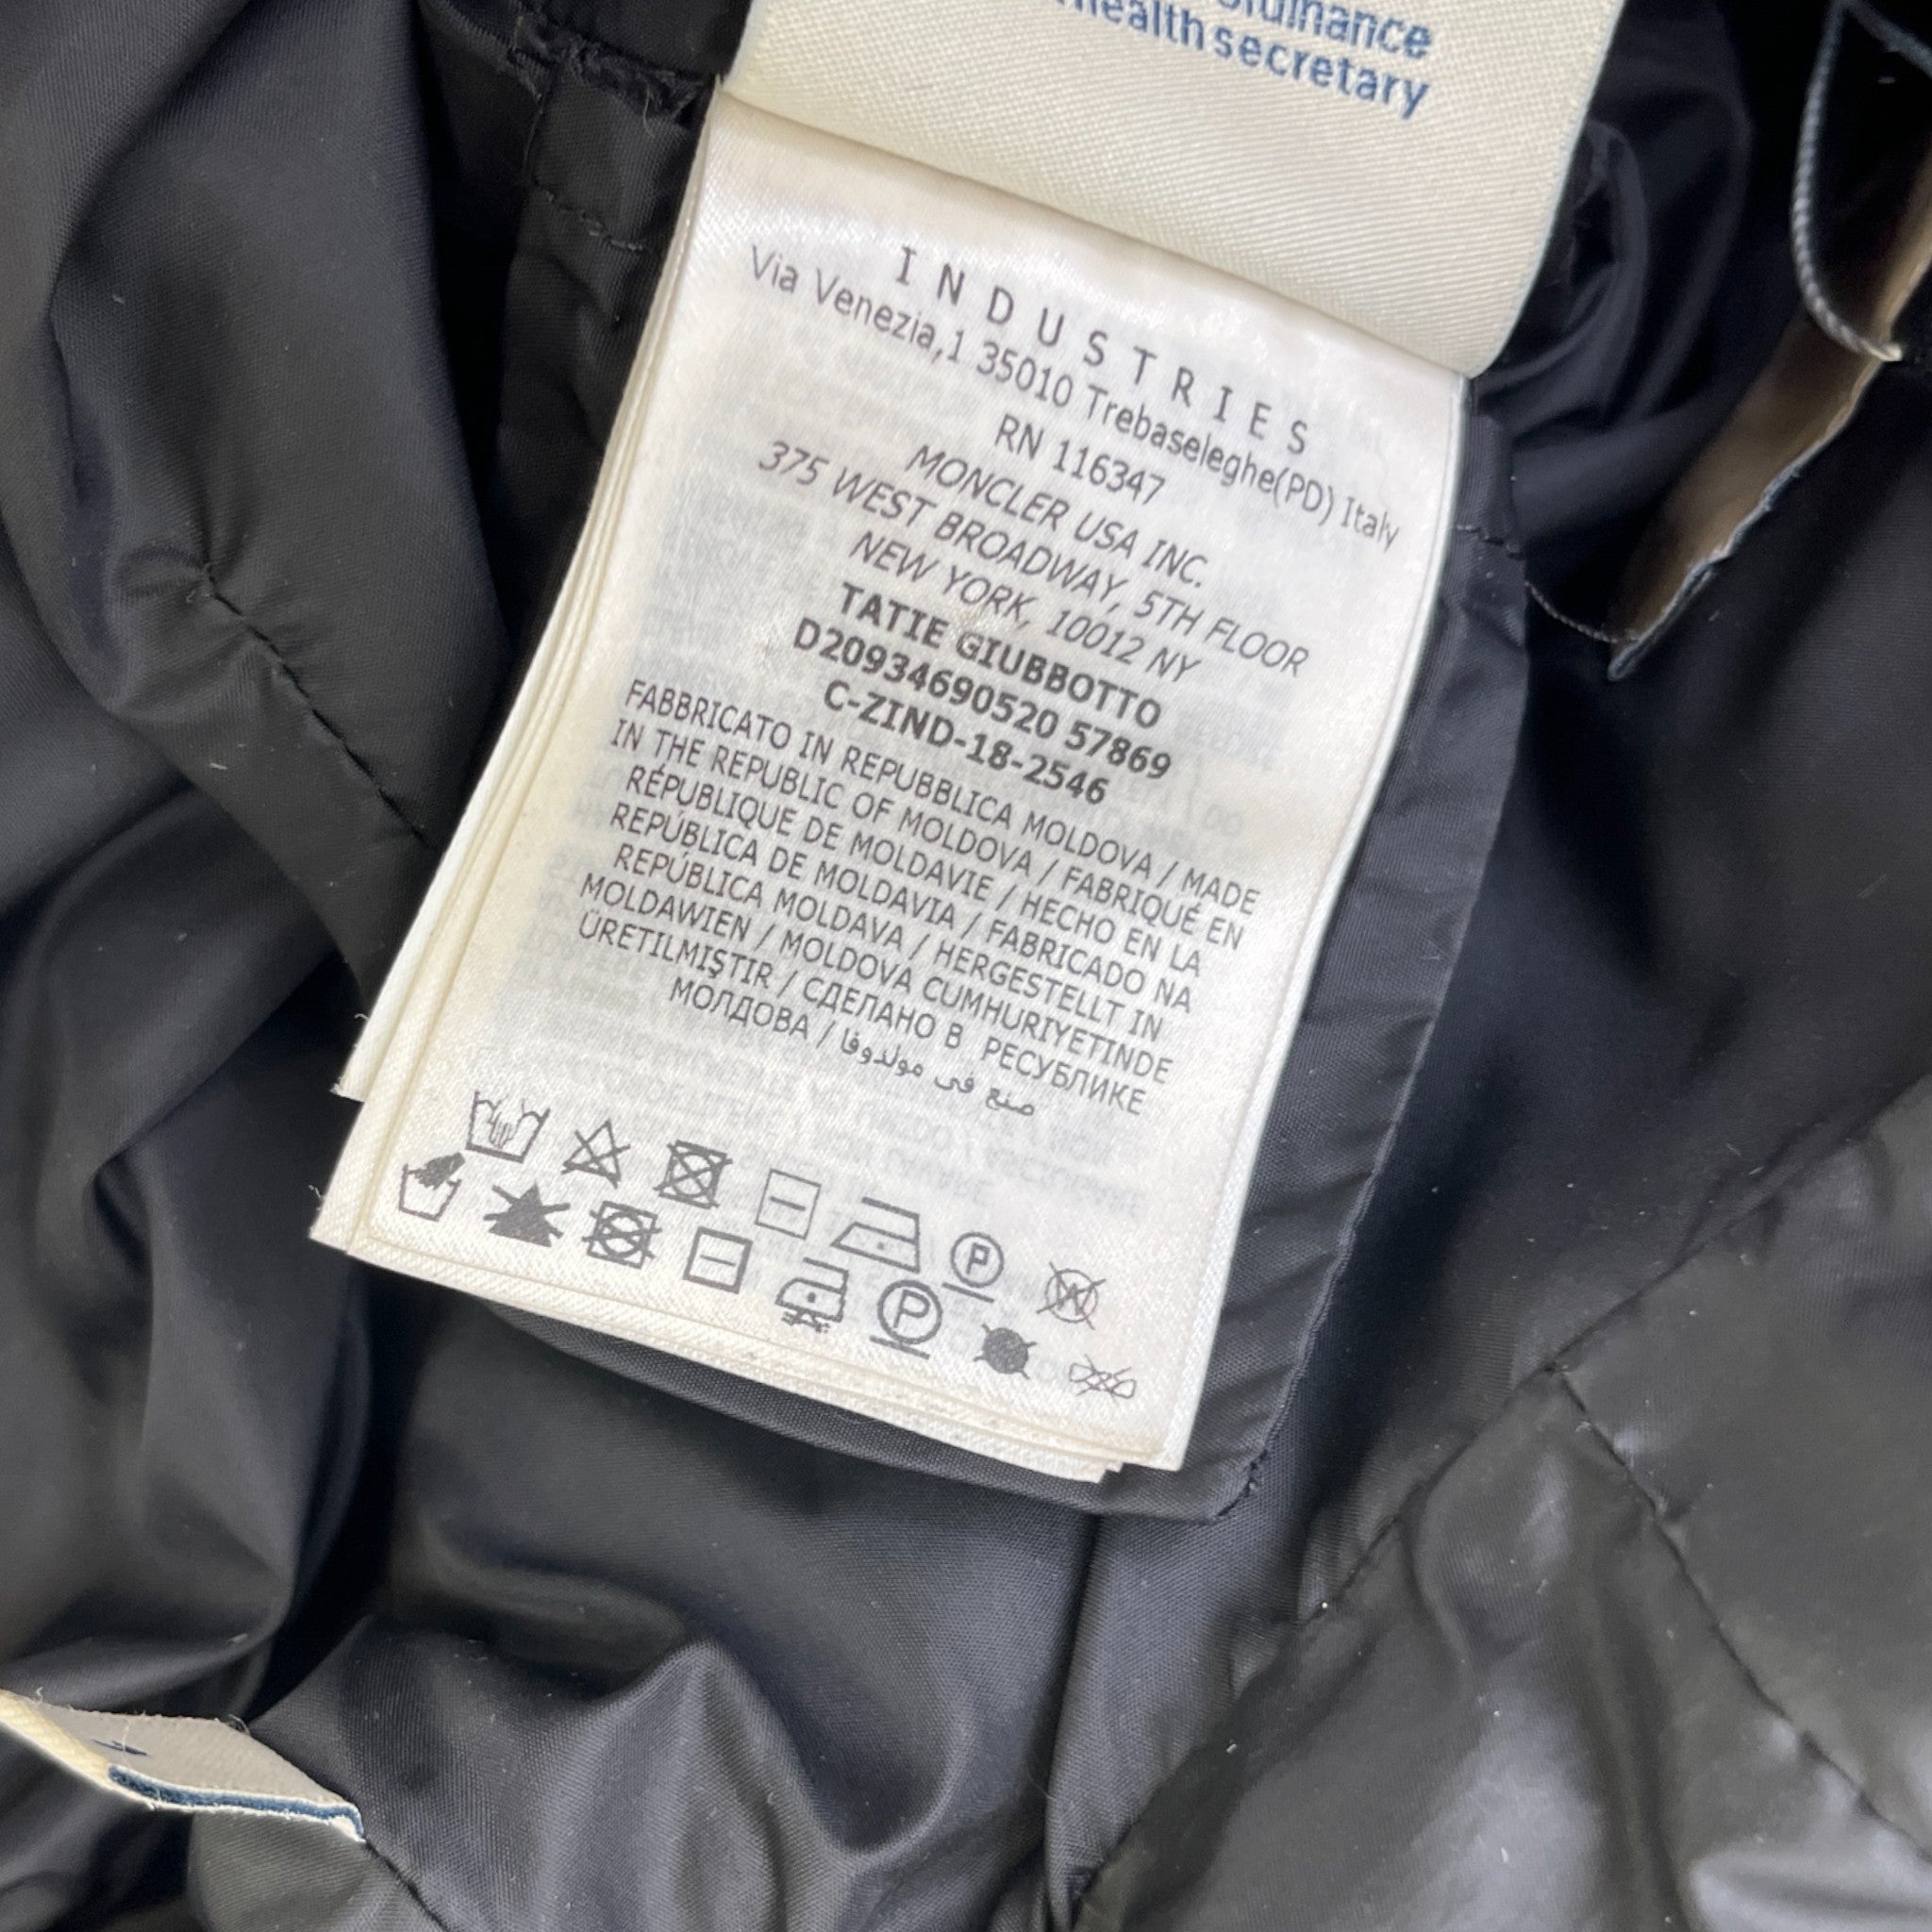 health secretary
INDUSTRIES
Via Venezia,1 35010 Trebaseleghe(PD) Italy
RN 116347
MONCLER USA INC.
375 WEST BROADWAY, 5TH FLOOR
NEW YORK, 10012 NY
TATIE GIUBBOTTO
D20934690520 57869
C-ZIND-18-2546
FABBRICATO IN REPUBBLICA MOLDOVA / MADE
IN THE REPUBLIC OF MOLDOVA / FABRIQUÉ EN
RÉPUBLIQUE DE MOLDAVIE / HECHO EN LA
REPÚBLICA DE MOLDAVIA / FABRICADO NA
REPÚBLICA MOLDAVA / HERGESTELLT IN
MOLDAWIEN / MOLDOVA CUMHURIYETINDE
ÜRETILMIŞTIR / СДЕЛАНО В РЕСУБЛИКЕ
МОЛДОВА / صنع في مولدوفا
P
W
P